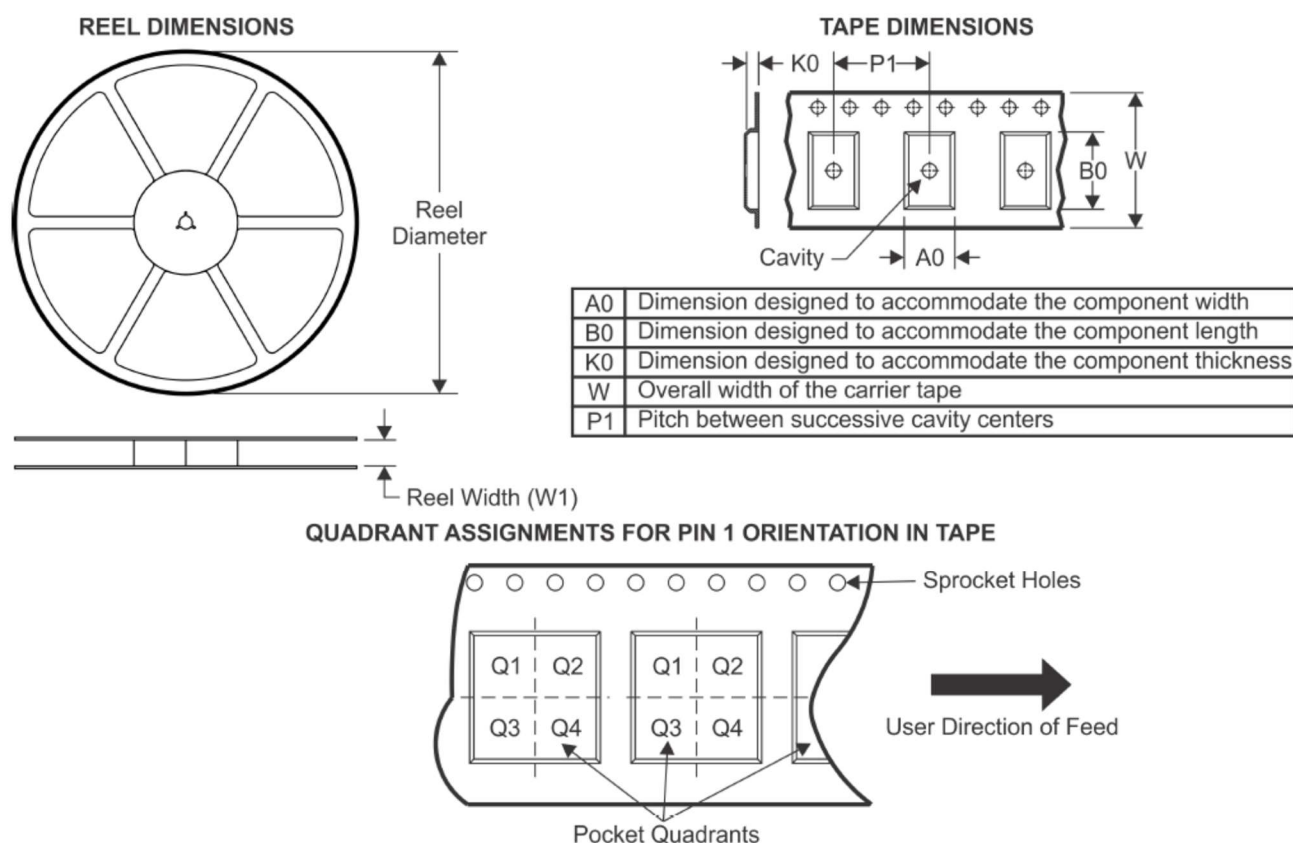 REEL DIMENSIONS
Reel
Diameter
Reel Width (W1)
TAPE DIMENSIONS
K0
P1
W
B0
Cavity
A0
A0 Dimension designed to accommodate the component width
B0 Dimension designed to accommodate the component length
K0 Dimension designed to accommodate the component thickness
W Overall width of the carrier tape
P1 Pitch between successive cavity centers
QUADRANT ASSIGNMENTS FOR PIN 1 ORIENTATION IN TAPE
Sprocket Holes
Q1 Q2 Q1 Q2
Q3 Q4 Q3 Q4
User Direction of Feed
Pocket Quadrants